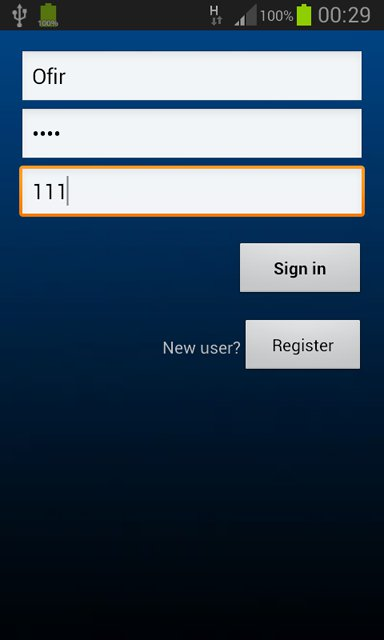 100%
H
100%
00:29
Ofir
••••
111
Sign in
New user?
Register